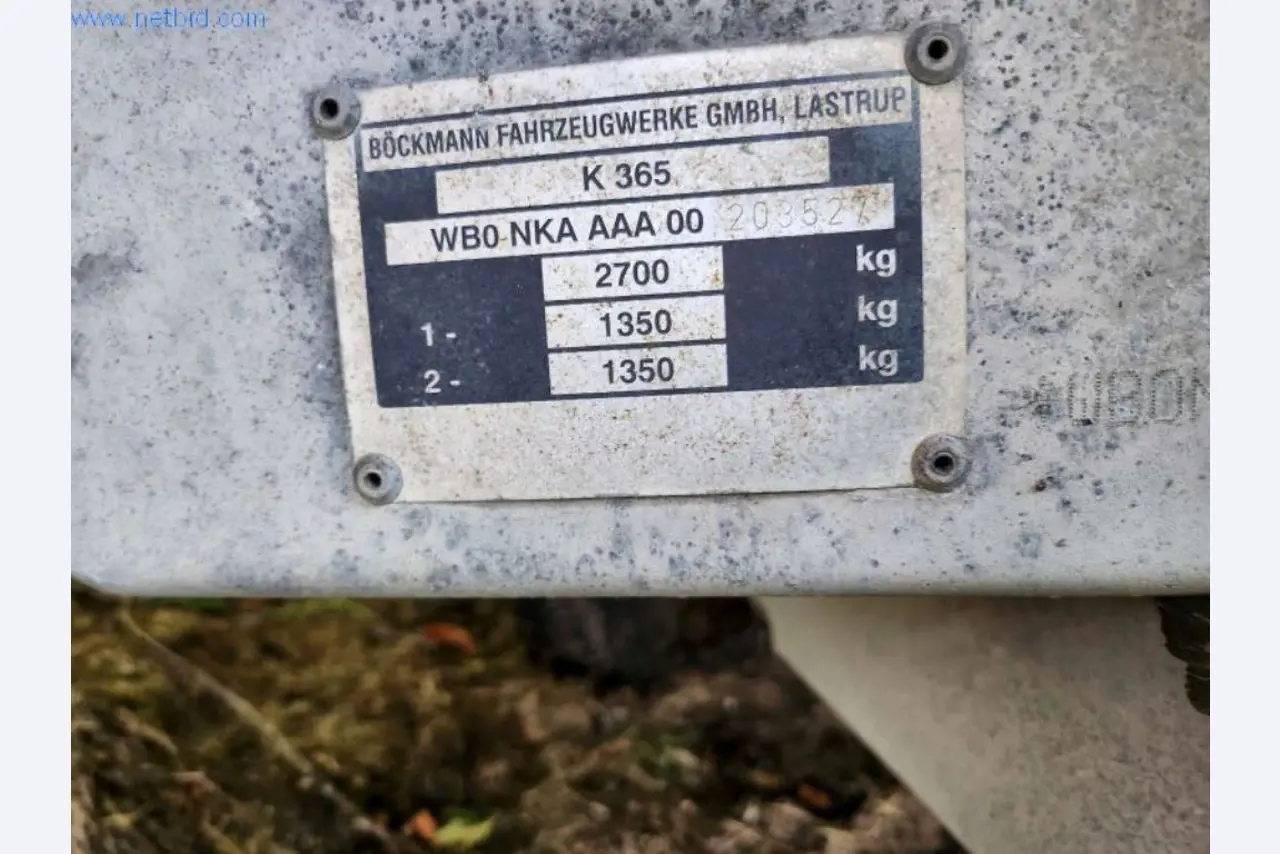 www.netbid.com
BÖCKMANN FAHRZEUGWERKE GMBH, LASTRUP
K 365
WB0 NKA AAA 00 203527
2700 kg
1- 1350 kg
2- 1350 kg
WB0N